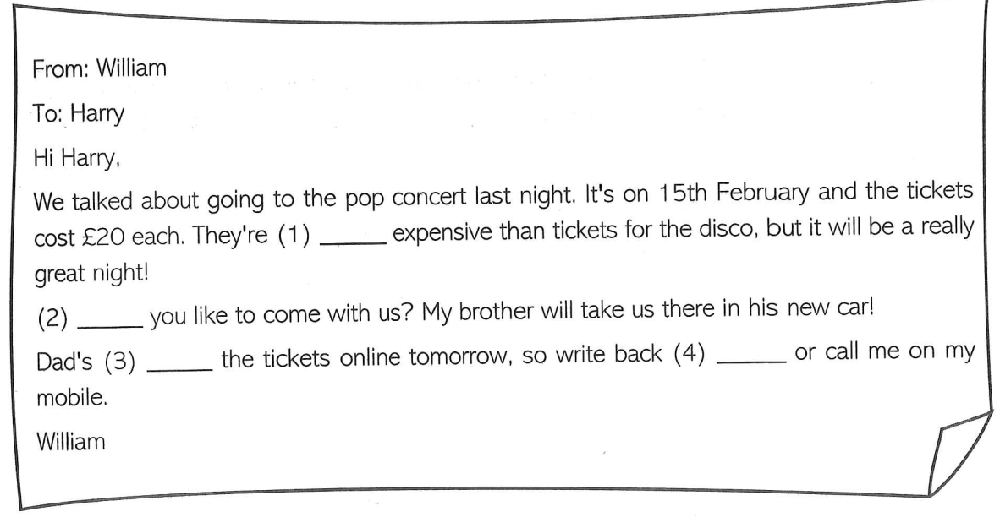 From: William
To: Harry
Hi Harry,
We talked about going to the pop concert last night. It's on 15th February and the tickets
cost £20 each. They're (1) _____ expensive than tickets for the disco, but it will be a really
great night!
(2) _____ you like to come with us? My brother will take us there in his new car!
Dad's (3) _____ the tickets online tomorrow, so write back (4) _____ or call me on my
mobile.
William